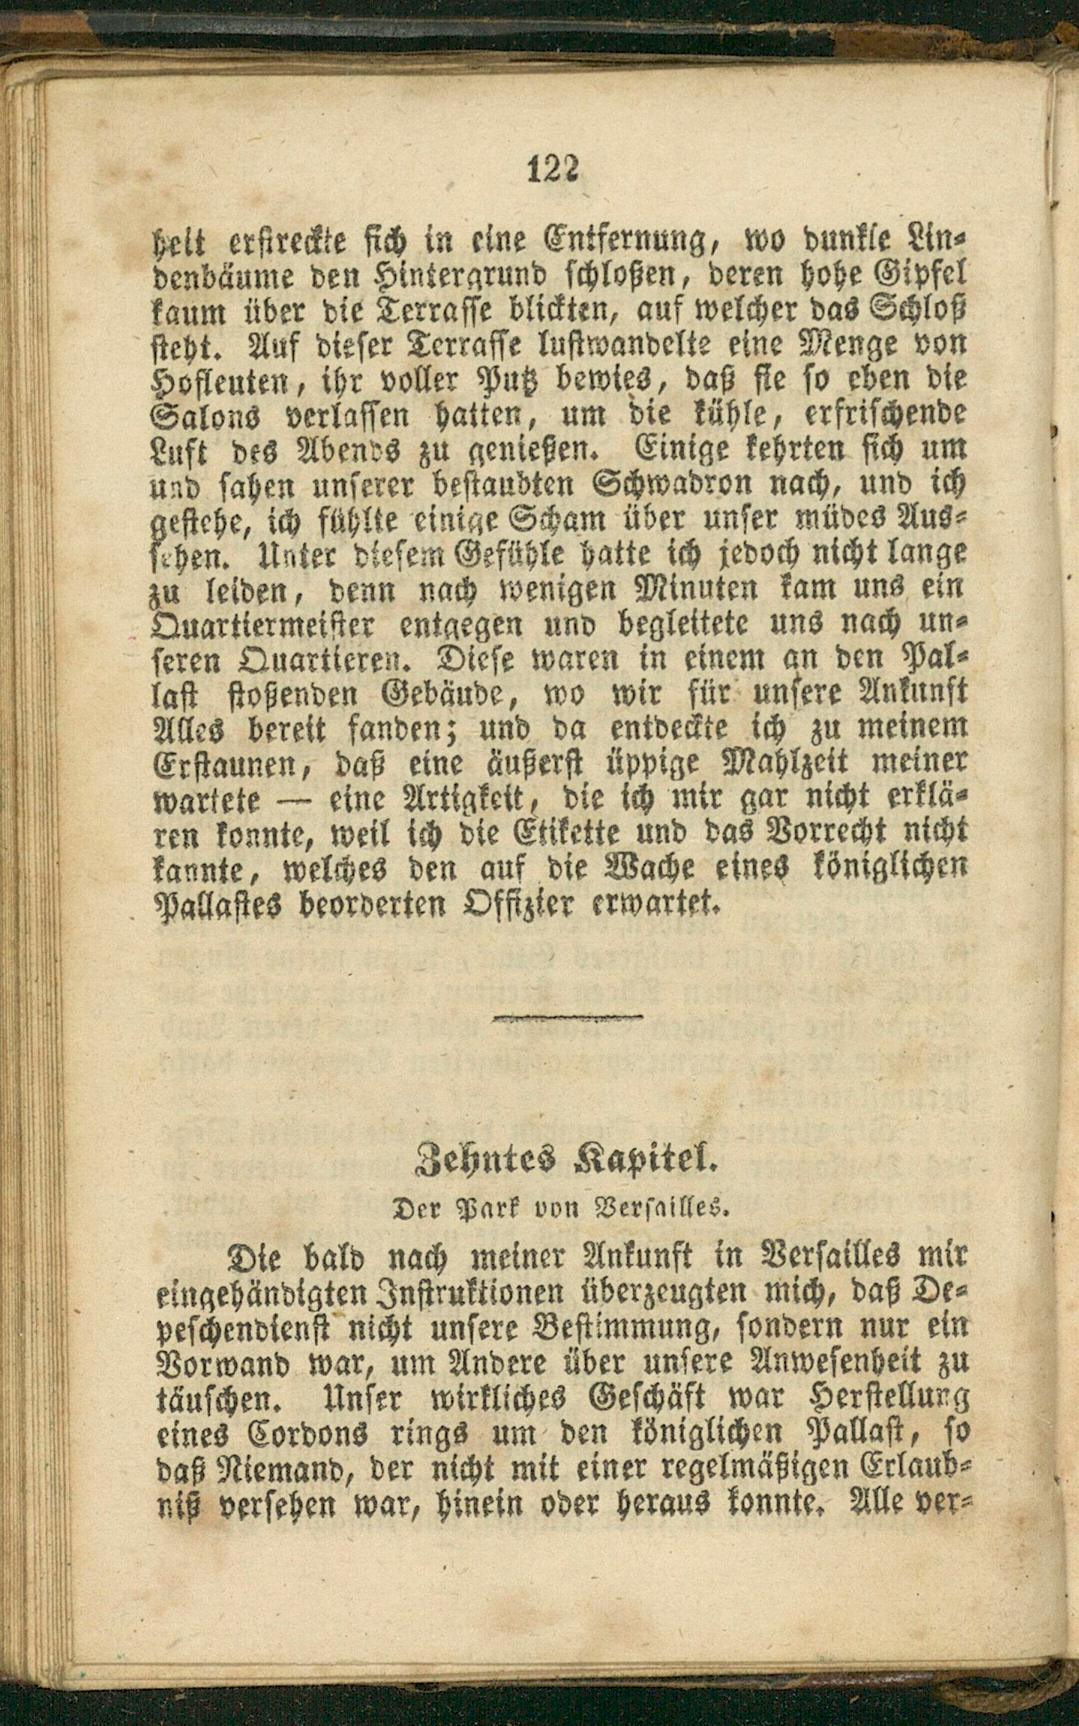 122
heit erstreckte sich in eine Entfernung, wo dunkle Lin-
denbäume den Hintergrund schloßen, deren hohe Gipfel
kaum über die Terrasse blickten, auf welcher das Schloß
steht. Auf dieser Terrasse lustwandelte eine Menge von
Hofleuten, ihr voller Putz bewies, daß sie so eben die
Salons verlassen hatten, um die kühle, erfrischende
Luft des Abends zu genießen. Einige kehrten sich um
und sahen unserer bestaubten Schwadron nach, und ich
gestehe, ich fühlte einige Scham über unser müdes Aus-
sehen. Unter diesem Gefühle hatte ich jedoch nicht lange
zu leiden, denn nach wenigen Minuten kam uns ein
Quartiermeister entgegen und begleitete uns nach un-
seren Quartieren. Diese waren in einem an den Pal-
last stoßenden Gebäude, wo wir für unsere Ankunft
Alles bereit fanden; und da entdeckte ich zu meinem
Erstaunen, daß eine äußerst üppige Mahlzeit meiner
wartete — eine Artigkeit, die ich mir gar nicht erklä-
ren konnte, weil ich die Etikette und das Vorrecht nicht
kannte, welches den auf die Wache eines königlichen
Pallastes beorderten Offizier erwartet.
Zehntes Kapitel.
Der Park von Versailles.
Die bald nach meiner Ankunft in Versailles mir
eingehändigten Instruktionen überzeugten mich, daß De-
peschendienst nicht unsere Bestimmung, sondern nur ein
Vorwand war, um Andere über unsere Anwesenheit zu
täuschen. Unser wirkliches Geschäft war Herstellung
eines Cordons rings um den königlichen Pallast, so
daß Niemand, der nicht mit einer regelmäßigen Erlaub-
niß versehen war, hinein oder heraus konnte. Alle ver-